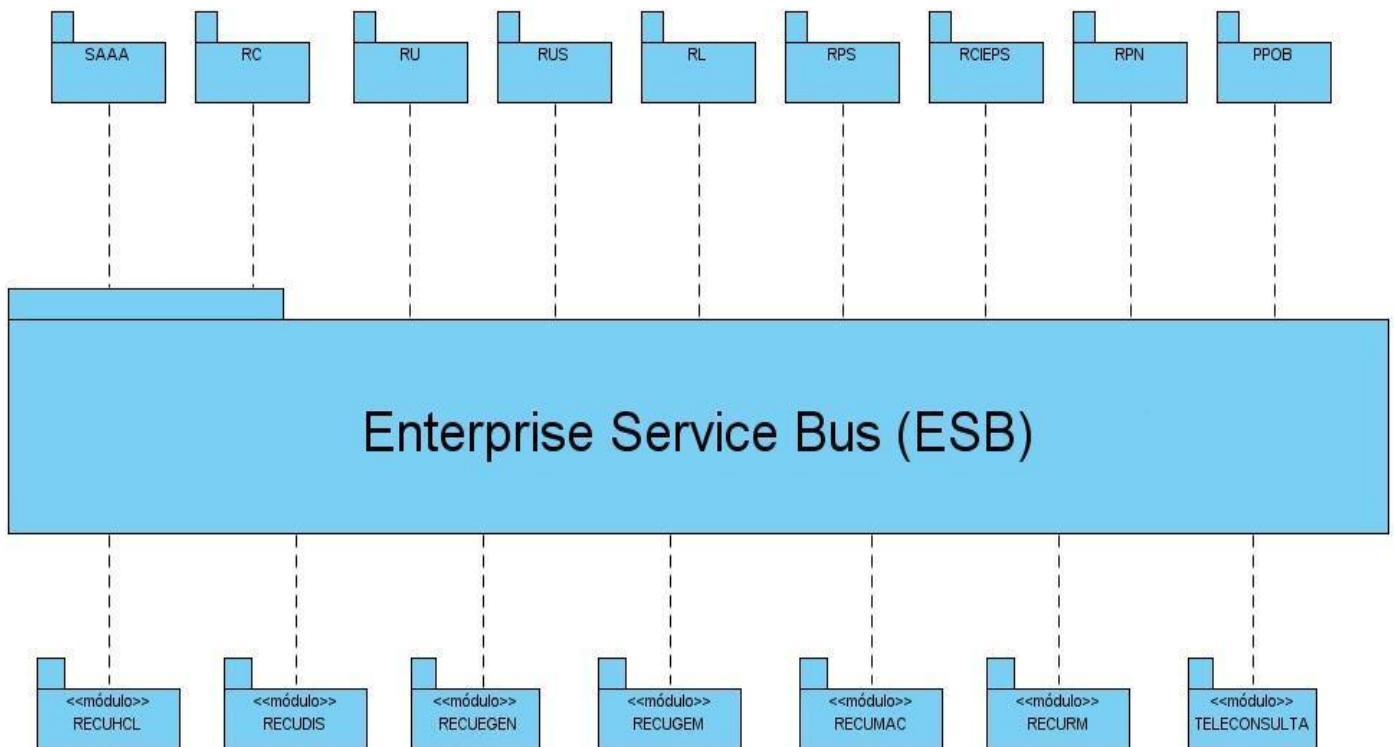 SAAA
RC
RU
RUS
RL
RPS
RCIEPS
RPN
PPOB
Enterprise Service Bus (ESB)
<<módulo>>
RECUHCL
<<módulo>>
RECUDIS
<<módulo>>
RECUEGEN
<<módulo>>
RECUGEM
<<módulo>>
RECUMAC
<<módulo>>
RECURM
<<módulo>>
TELECONSULTA